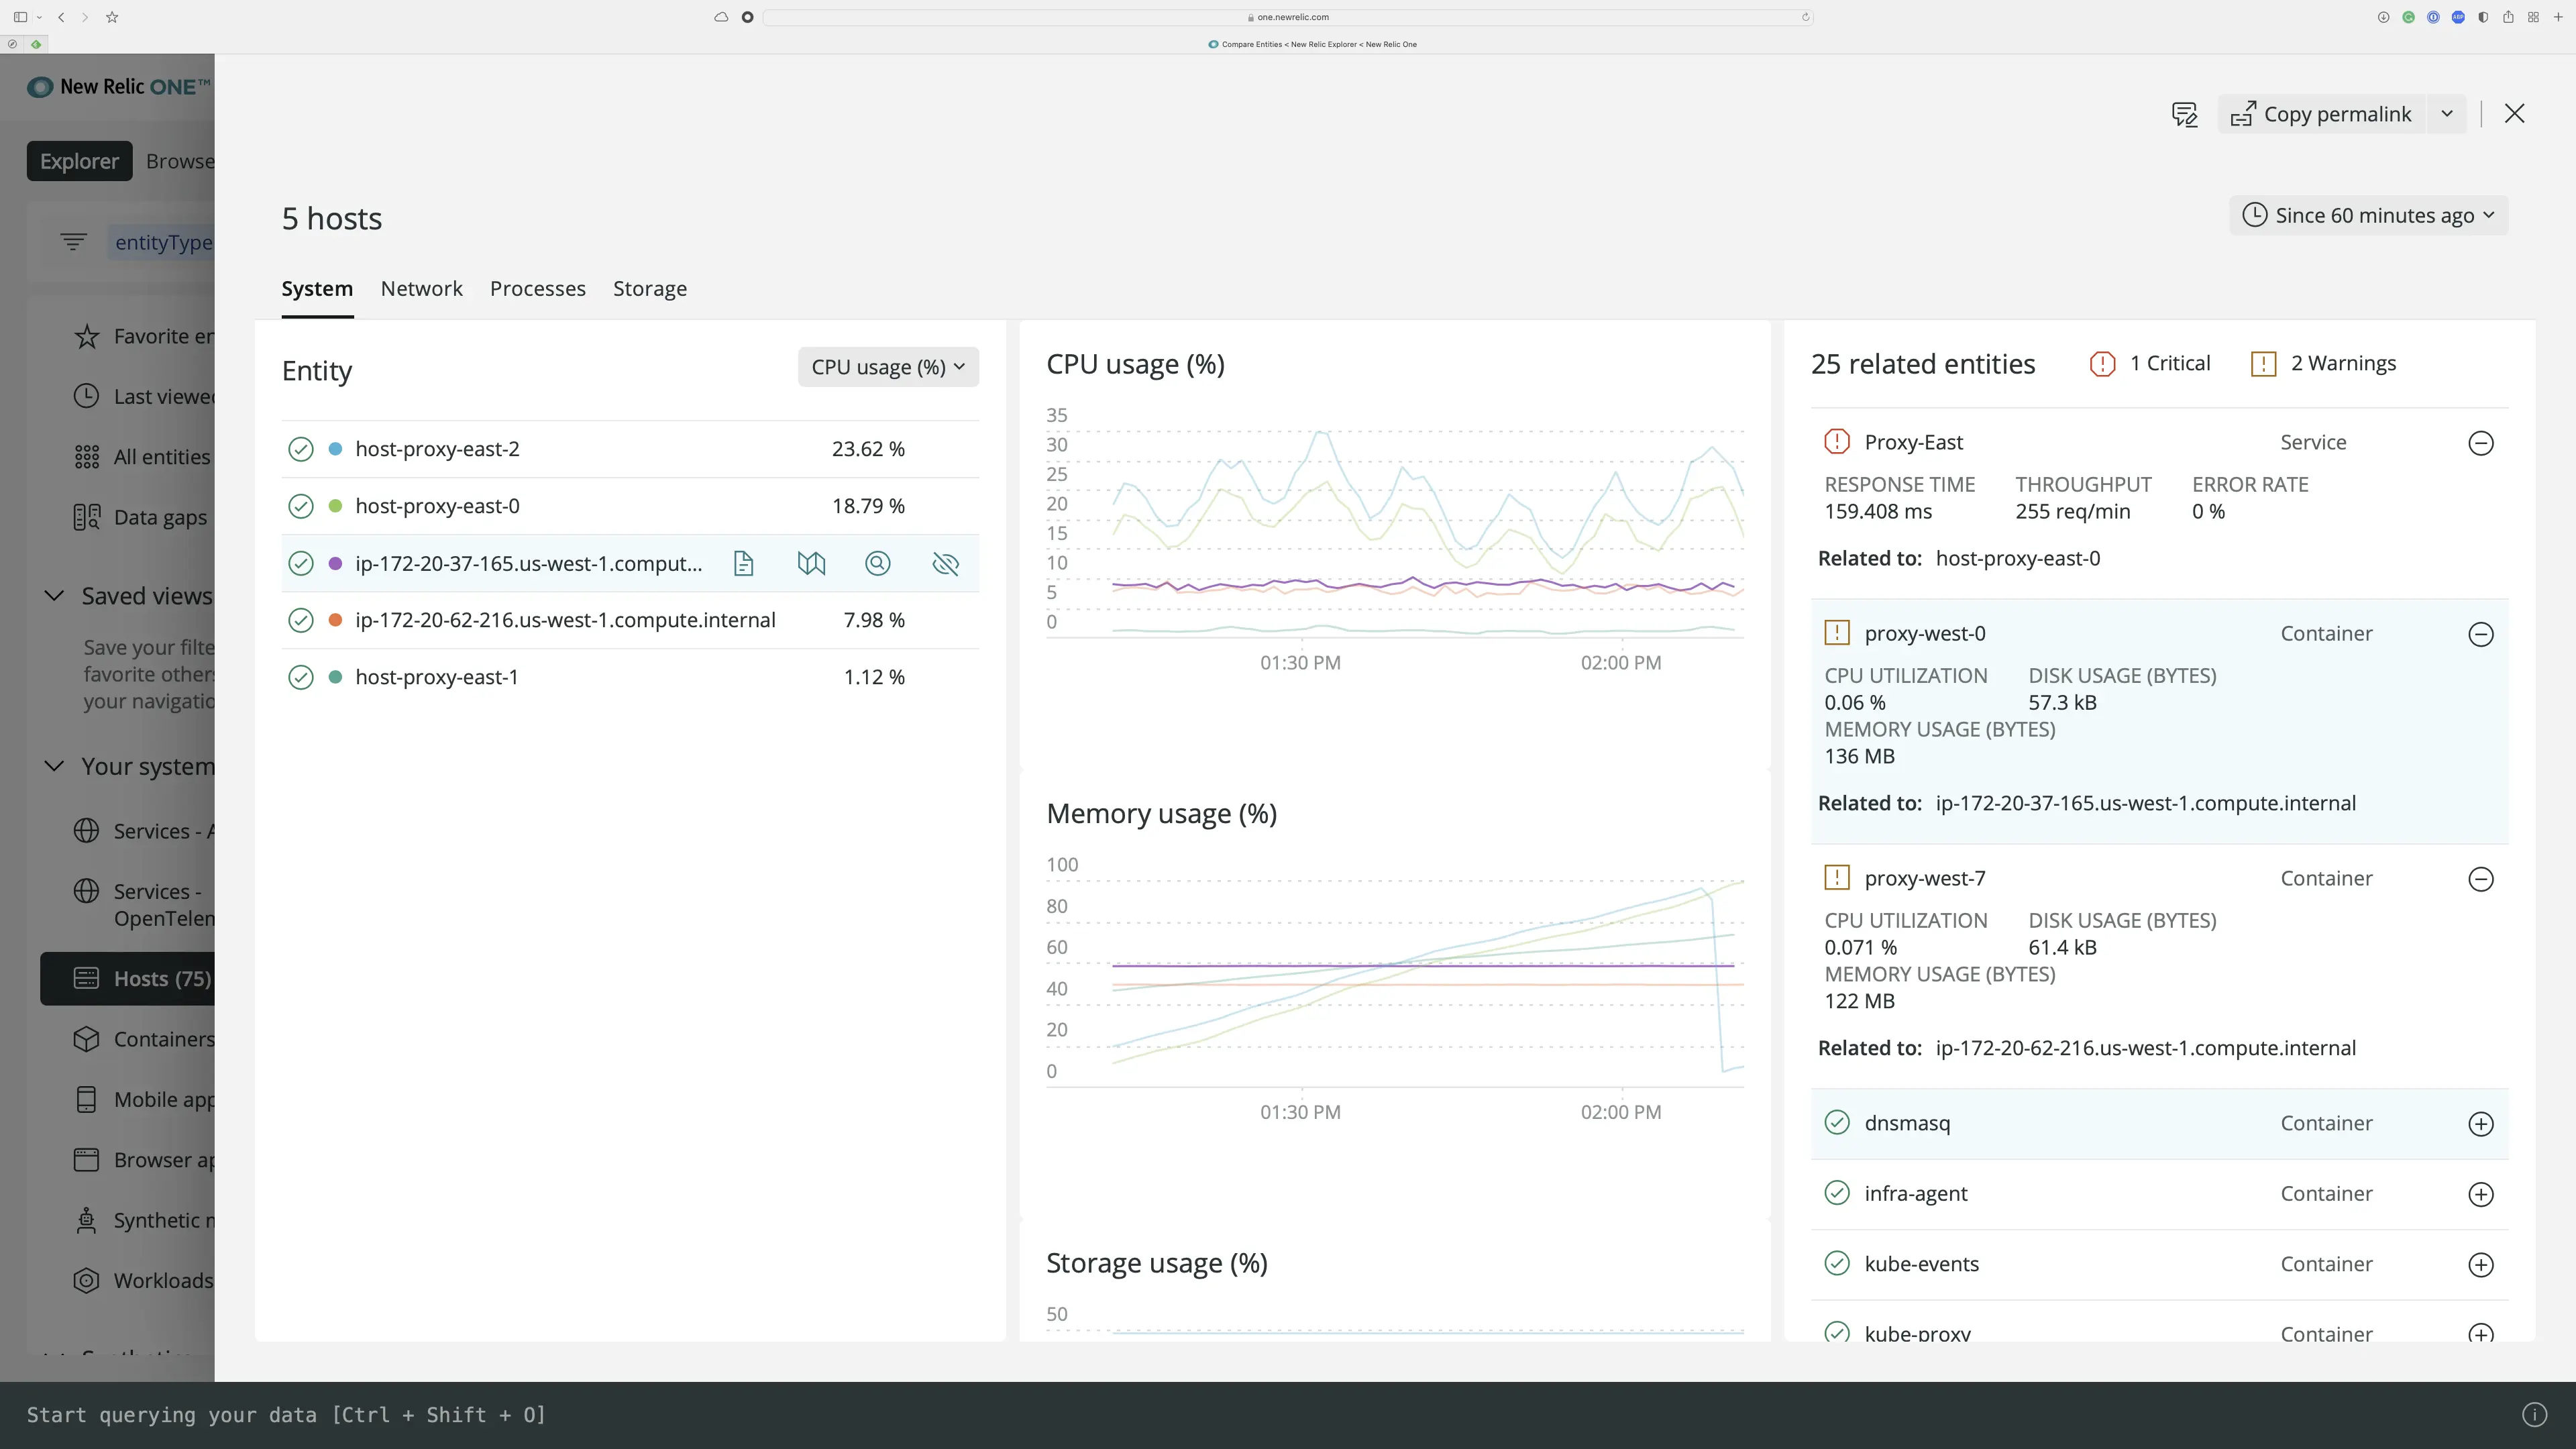 one.newrelic.com
Compare Entities < New Relic Explorer < New Relic One
New Relic ONE™
Explorer
Browse
entityType
Favorite
Last viewed
All entities
Data gaps
Saved views
Save your
favorite
your
Your system
Services -
Services -
Hosts (75)
Containers
Mobile
Browser
Synthetic
Workloads
Copy permalink
5 hosts
Since 60 minutes ago
System Network Processes Storage
Entity
CPU usage (%)
host-proxy-east-2 23.62 %
host-proxy-east-0 18.79 %
ip-172-20-37-165.us-west-1.comput...
ip-172-20-62-216.us-west-1.compute.internal 7.98 %
host-proxy-east-1 1.12 %
CPU usage (%)
35
30
25
20
15
10
5
0
01:30 PM 02:00 PM
Memory usage (%)
100
80
60
40
20
0
01:30 PM 02:00 PM
Storage usage (%)
50
25 related entities 1 Critical 2 Warnings
Proxy-East Service
RESPONSE TIME THROUGHPUT ERROR RATE
159.408 ms 255 req/min 0 %
Related to: host-proxy-east-0
proxy-west-0 Container
CPU UTILIZATION DISK USAGE (BYTES)
0.06 % 57.3 kB
MEMORY USAGE (BYTES)
136 MB
Related to: ip-172-20-37-165.us-west-1.compute.internal
proxy-west-7 Container
CPU UTILIZATION DISK USAGE (BYTES)
0.071 % 61.4 kB
MEMORY USAGE (BYTES)
122 MB
Related to: ip-172-20-62-216.us-west-1.compute.internal
dnsmasq Container
infra-agent Container
kube-events Container
kube-proxy Container
Start querying your data [Ctrl + Shift + O]